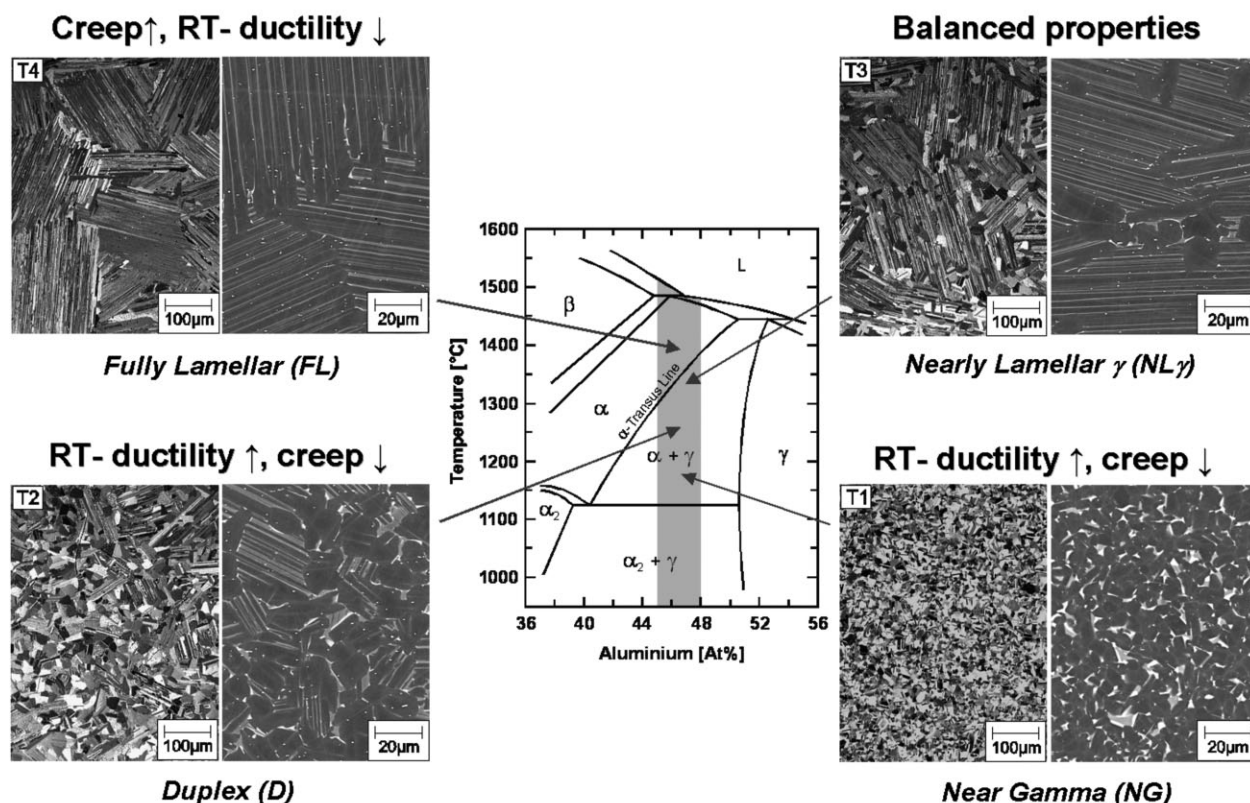 Creep↑, RT- ductility ↓
T4
100µm
20µm
Fully Lamellar (FL)
Balanced properties
T3
100µm
20µm
Nearly Lamellar γ (NLγ)
1600
1500
1400
1300
1200
1100
1000
Temperature [°C]
L
β
α
α- Transus Line
α + γ
γ
α₂
α₂ + γ
36
40
44
48
52
56
Aluminium [At%]
RT- ductility ↑, creep ↓
T2
100µm
20µm
Duplex (D)
RT- ductility ↑, creep ↓
T1
100µm
20µm
Near Gamma (NG)